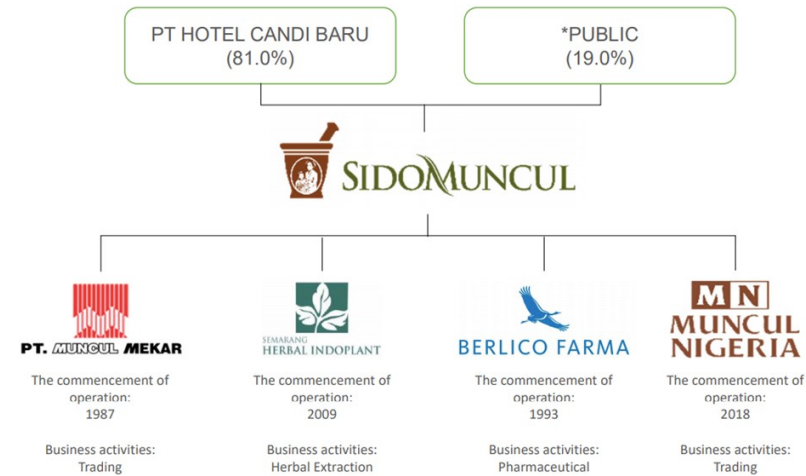 PT HOTEL CANDI BARU
(81.0%)
*PUBLIC
(19.0%)
SIDOMUNCUL
PT. MUNCUL MEKAR
The commencement of
operation:
1987
Business activities:
Trading
SEMARANG
HERBAL INDOPLANT
The commencement of
operation:
2009
Business activities:
Herbal Extraction
BERLICO FARMA
The commencement of
operation:
1993
Business activities:
Pharmaceutical
MN
MUNCUL
NIGERIA
The commencement of
operation:
2018
Business activities:
Trading